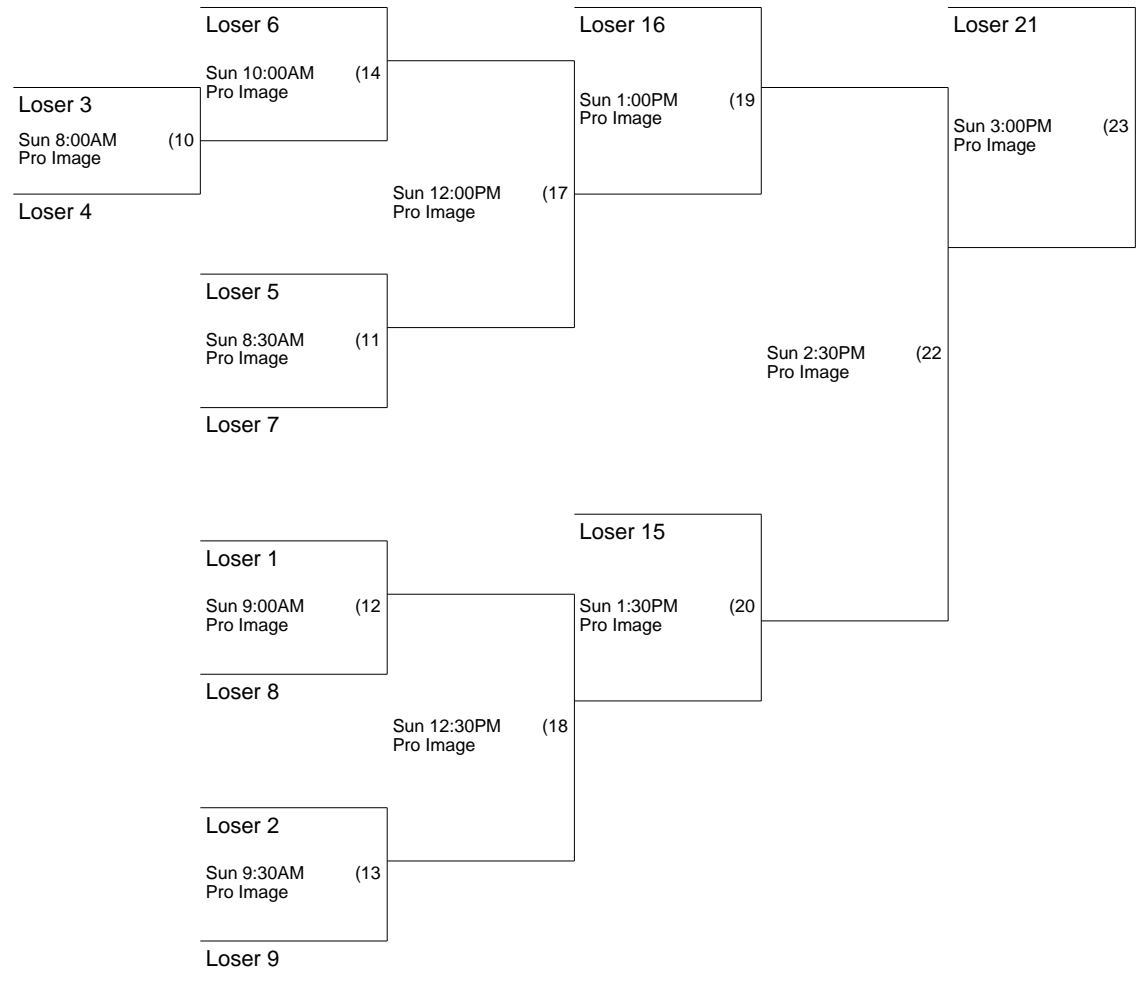 Loser 6
Loser 16
Loser 21
Sun 10:00AM (14
Pro Image
Loser 3
Sun 1:00PM (19
Pro Image
Sun 3:00PM (23
Pro Image
Sun 8:00AM (10
Pro Image
Sun 12:00PM (17
Pro Image
Loser 4
Loser 5
Sun 8:30AM (11
Pro Image
Sun 2:30PM (22
Pro Image
Loser 7
Loser 15
Loser 1
Sun 9:00AM (12
Pro Image
Sun 1:30PM (20
Pro Image
Loser 8
Sun 12:30PM (18
Pro Image
Loser 2
Sun 9:30AM (13
Pro Image
Loser 9